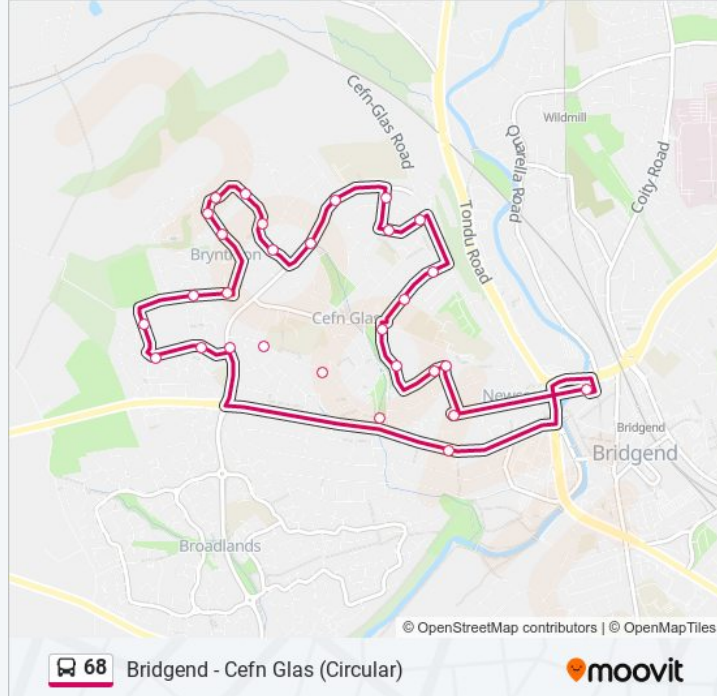 Cefn-Glas Road
Wildmill
Quarella Road
Coity Road
Tondu Road
Cefn Glas
Bridgend
Bridgend
Broadlands
© OpenStreetMap contributors | © OpenMapTiles
68 Bridgend - Cefn Glas (Circular)
moovit